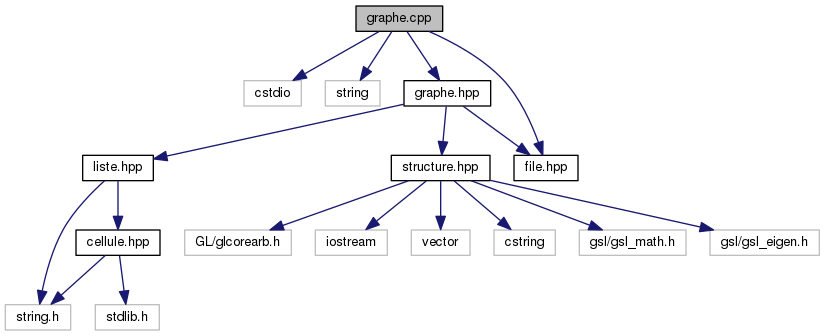 graphe.cpp
cstdio
string
graphe.hpp
liste.hpp
structure.hpp
file.hpp
cellule.hpp
GL/glcorearb.h
iostream
vector
cstring
gsl/gsl_math.h
gsl/gsl_eigen.h
string.h
stdlib.h